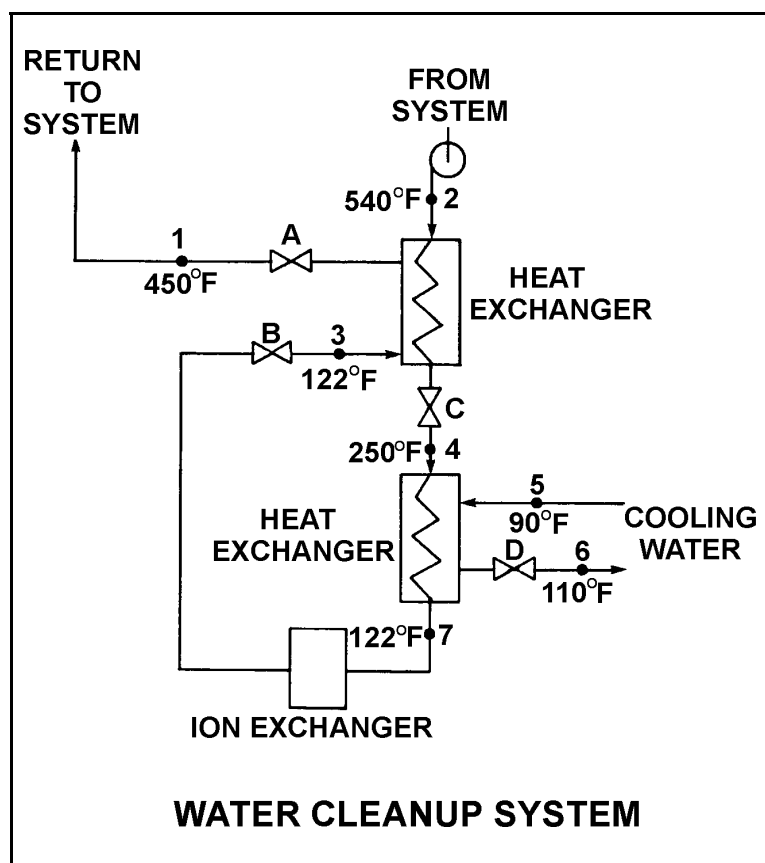 RETURN
TO
SYSTEM
FROM
SYSTEM
540°F 2
1
A
450°F
HEAT
EXCHANGER
B
3
122°F
C
250°F 4
HEAT
EXCHANGER
5
90°F
COOLING
WATER
D
6
110°F
122°F 7
ION EXCHANGER
WATER CLEANUP SYSTEM